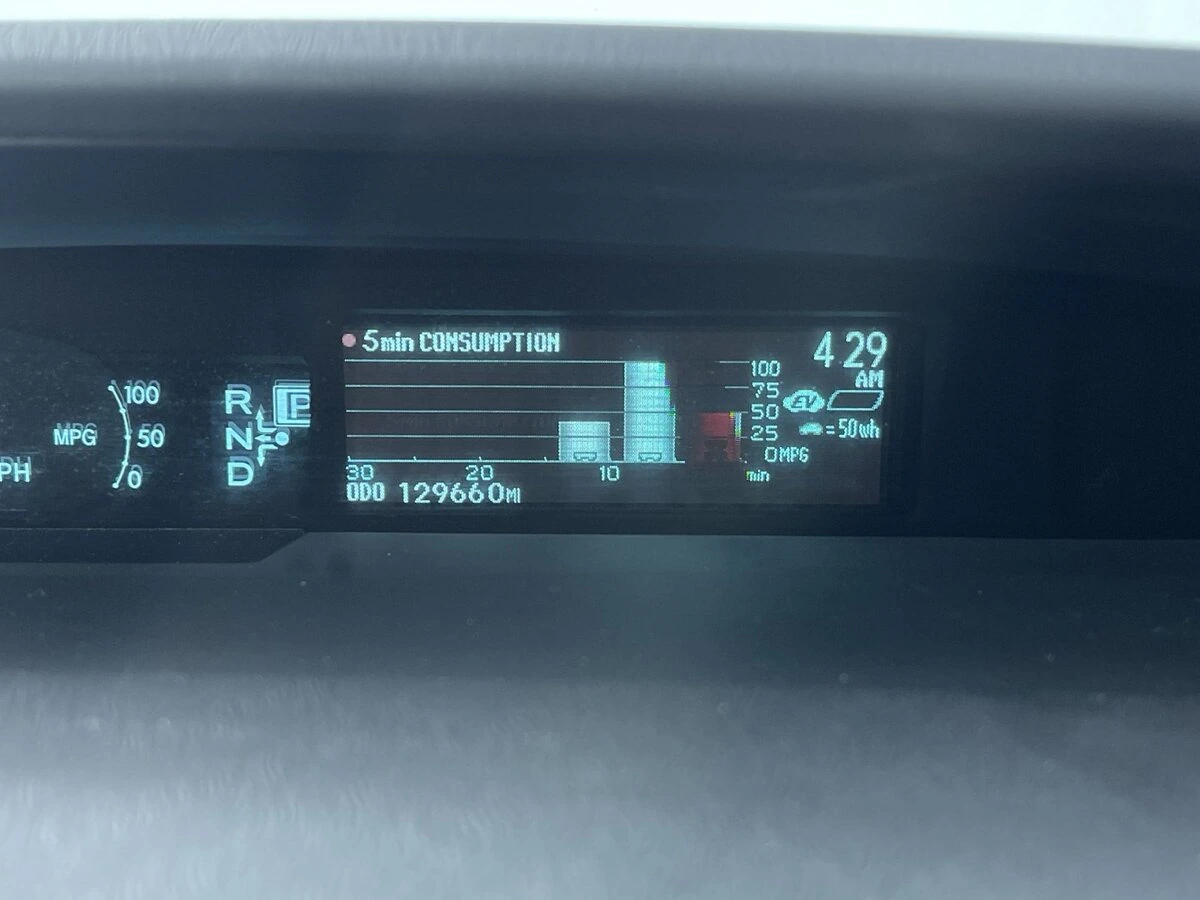 5min CONSUMPTION
4 29
AM
100
75
50
25
0MPG
EV
= 50wh
30
20
10
min
ODO 129660MI
100
MPG 50
0
PH
R
N
D
P